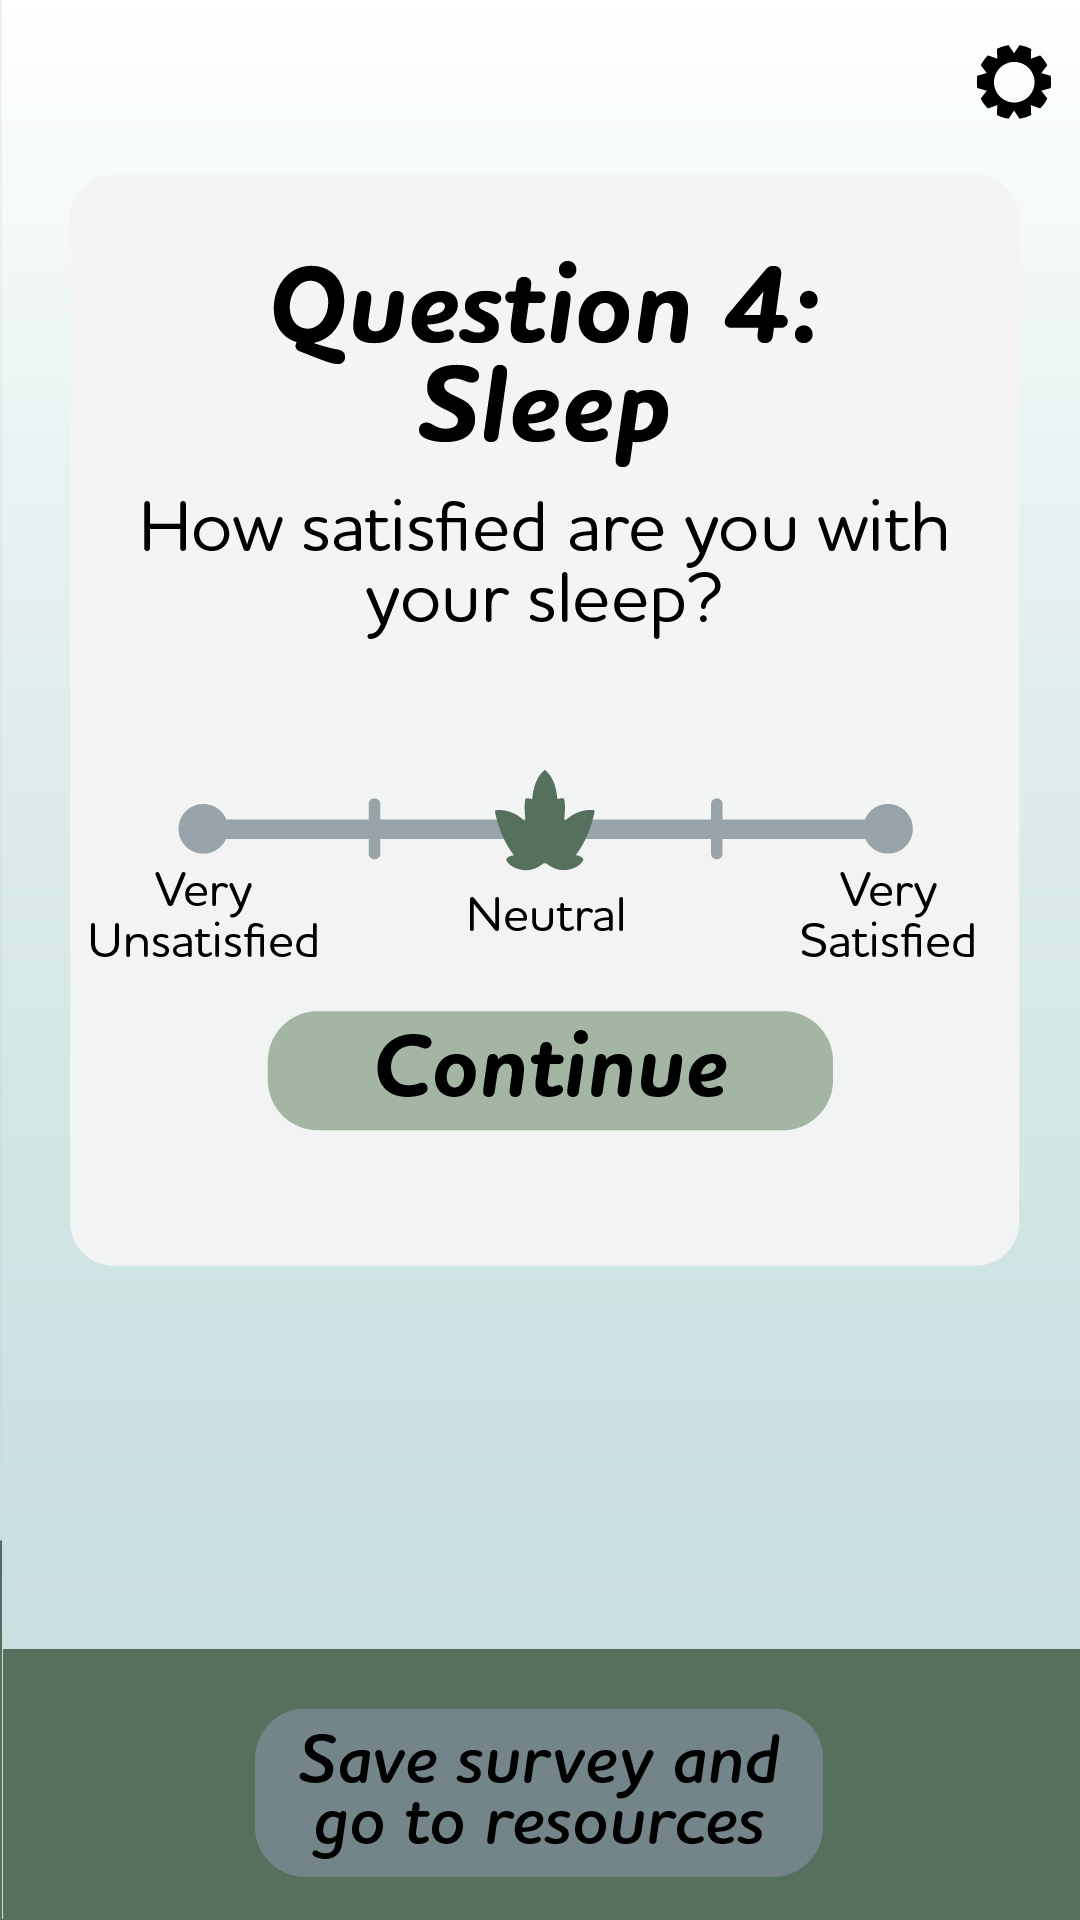 Question 4:
Sleep
How satisfied are you with
your sleep?
Very
Unsatisfied
Neutral
Very
Satisfied
Continue
Save survey and
go to resources